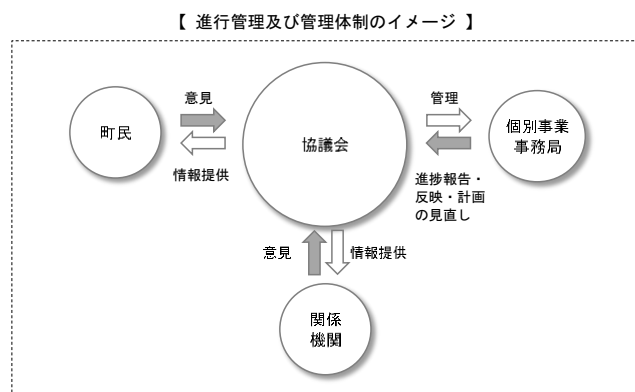 【 進行管理及び管理体制のイメージ 】
意見
町民
情報提供
協議会
管理
個別事業
事務局
進捗報告・
反映・計画
の見直し
意見
情報提供
関係
機関